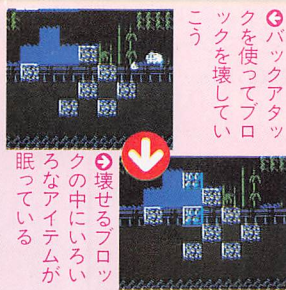 ⬅バックアタッ
クを使ってブロ
ックを壊してい
こう
➡壊せるブロッ
クの中にいろい
ろなアイテムが
眠っている